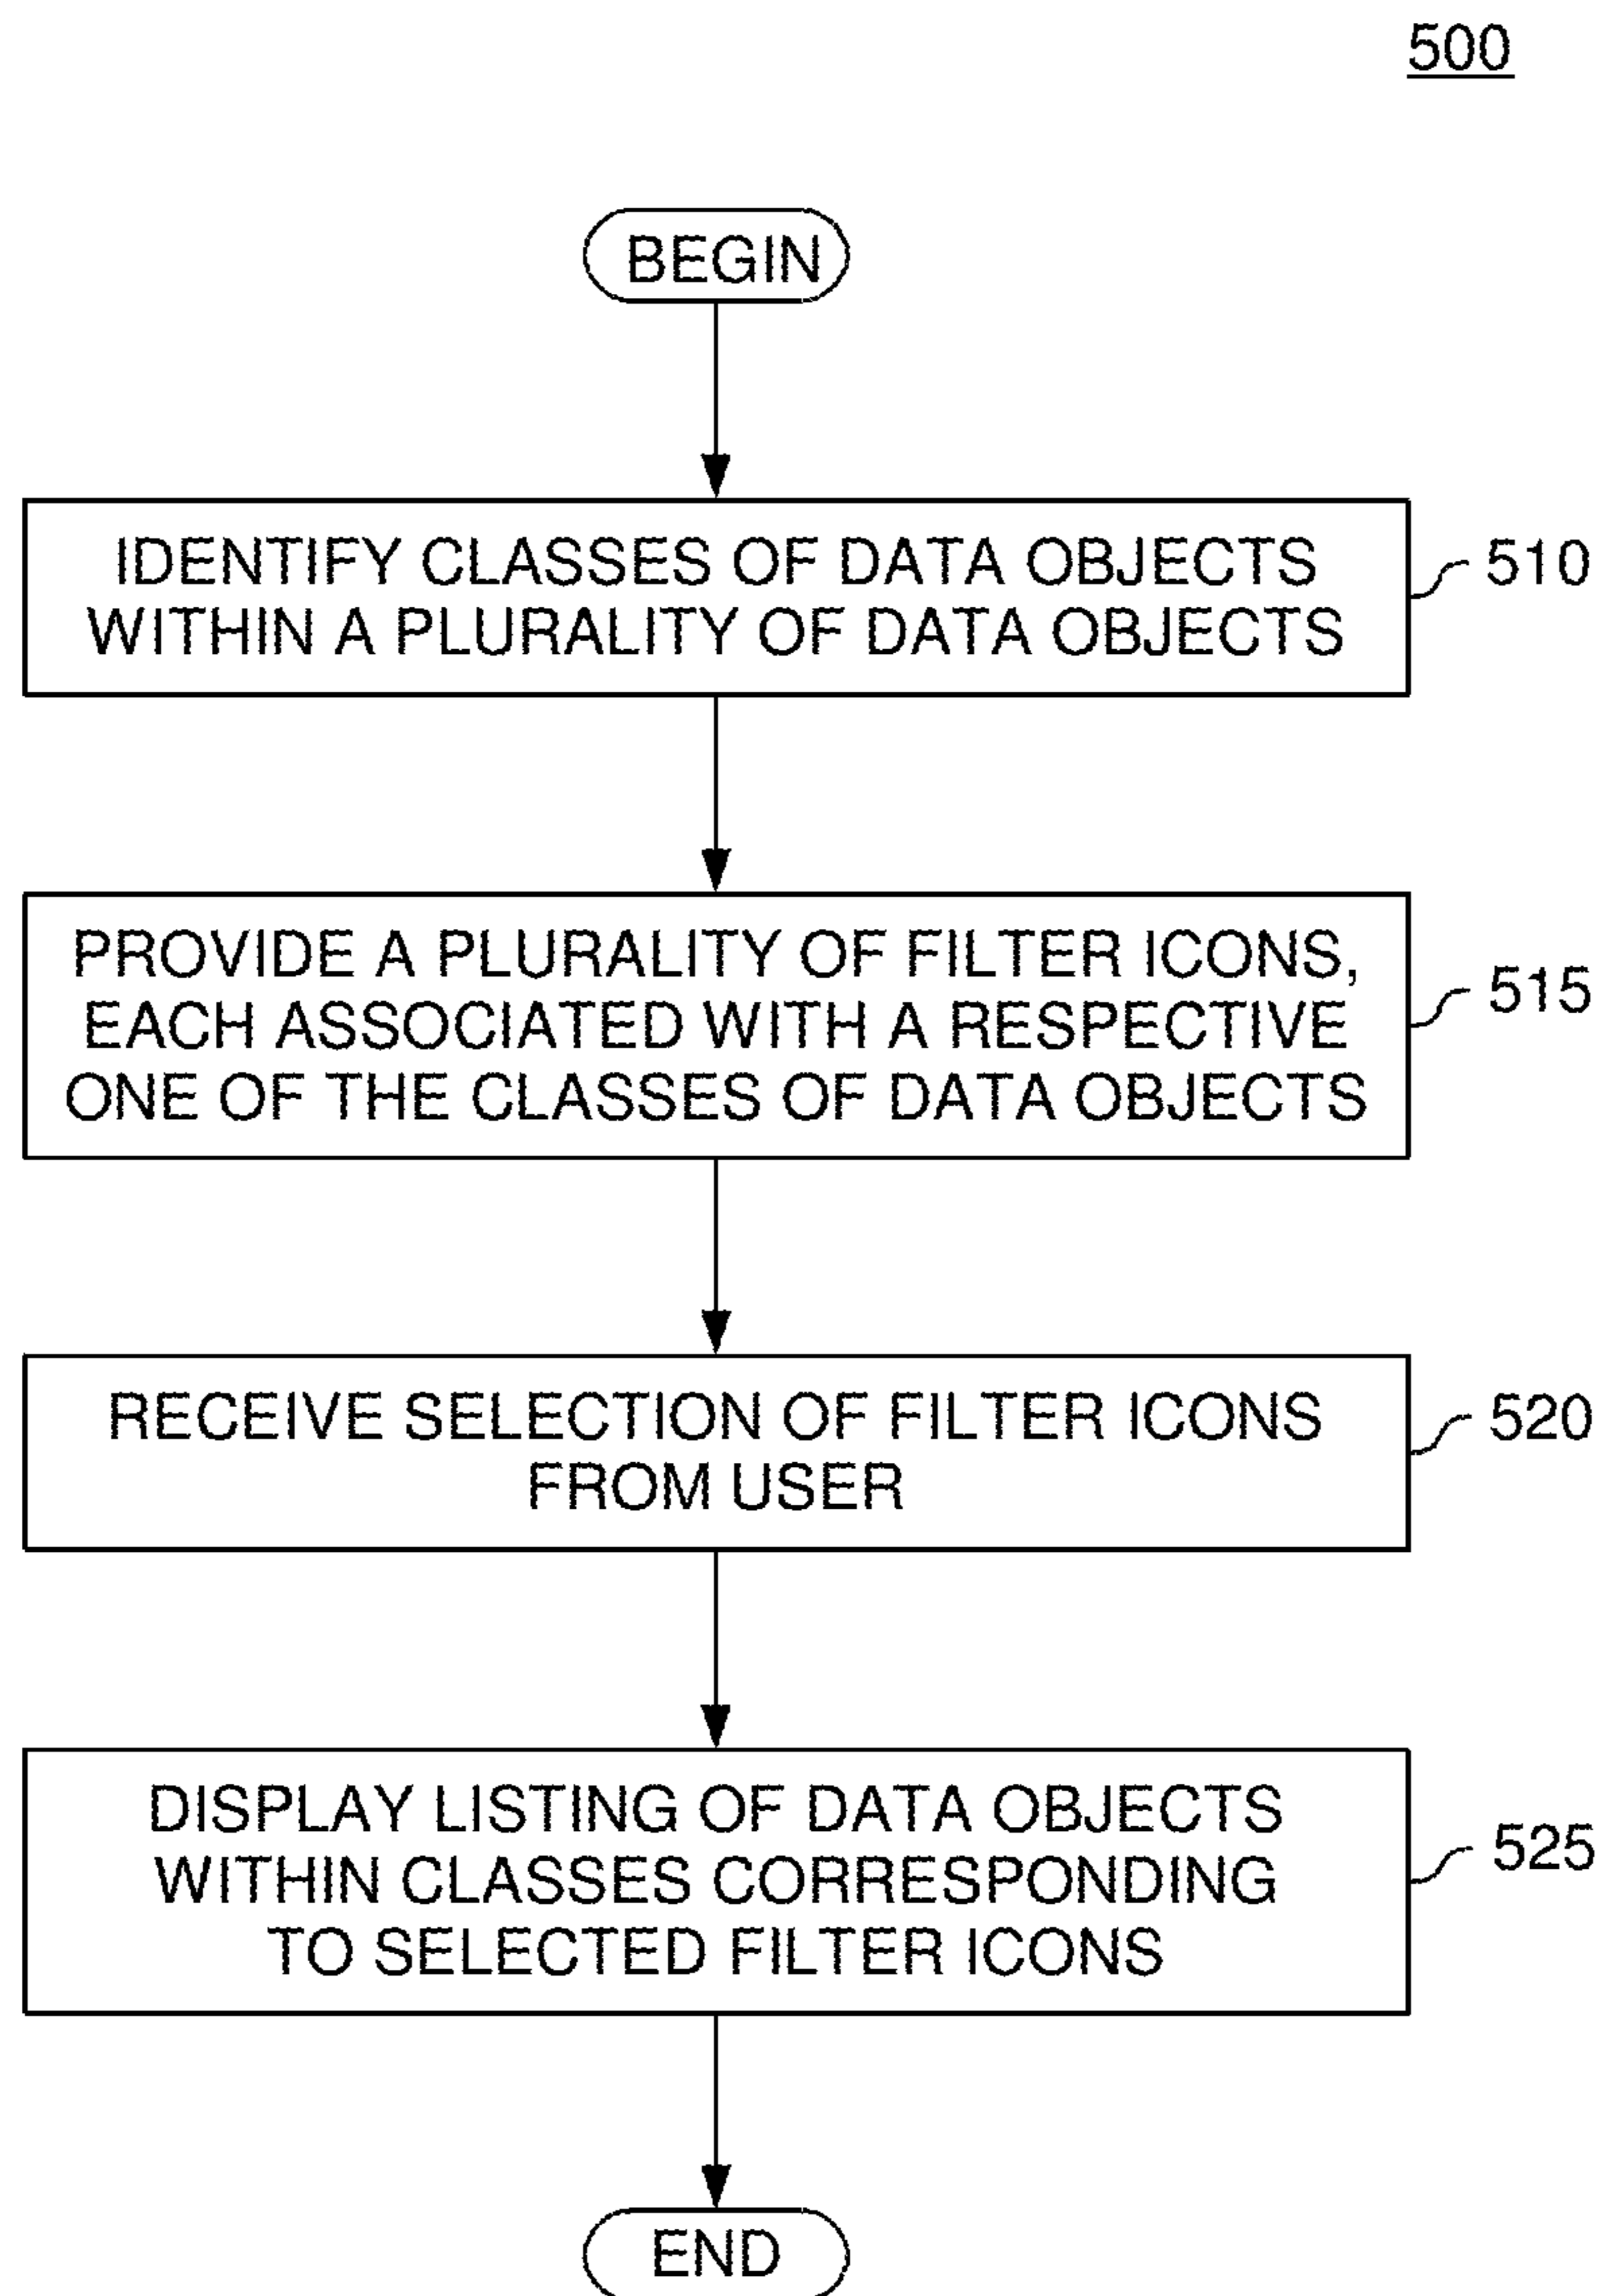 500
BEGIN
IDENTIFY CLASSES OF DATA OBJECTS
WITHIN A PLURALITY OF DATA OBJECTS
510
PROVIDE A PLURALITY OF FILTER ICONS,
EACH ASSOCIATED WITH A RESPECTIVE
ONE OF THE CLASSES OF DATA OBJECTS
515
RECEIVE SELECTION OF FILTER ICONS
FROM USER
520
DISPLAY LISTING OF DATA OBJECTS
WITHIN CLASSES CORRESPONDING
TO SELECTED FILTER ICONS
525
END